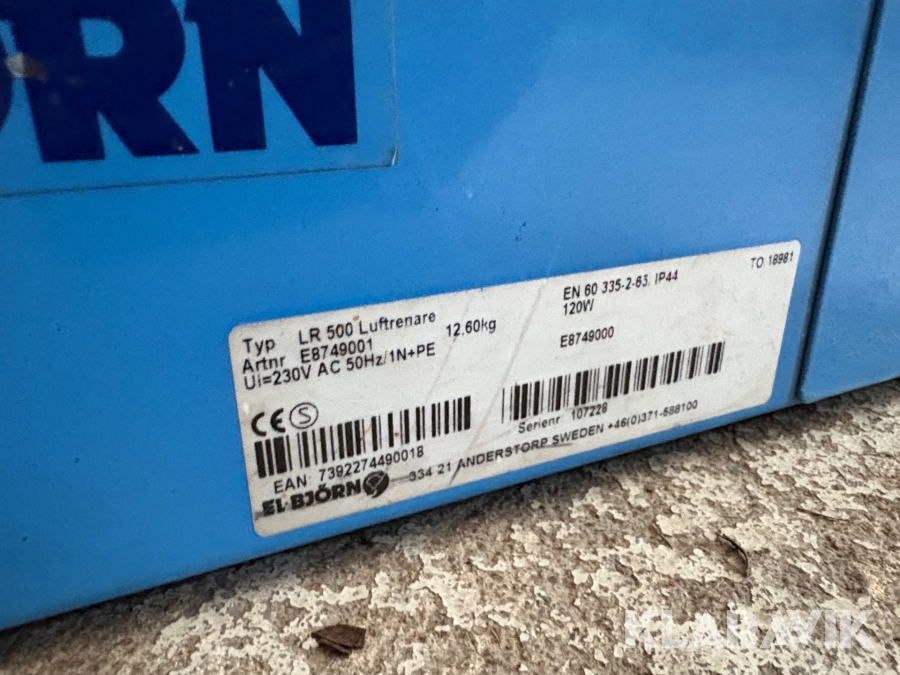 ORN
Typ LR 500 Luftrenare 12,60kg EN 60 335-2-65, IP44 TO 18981
Artnr E8749001 120W
Ui=230V AC 50Hz/1N+PE E8749000
CE S
EAN: 7392274490018 Serienr 107228
EL·BJÖRN 334 21 ANDERSTORP SWEDEN +46(0)371-588100
KLARAVIK